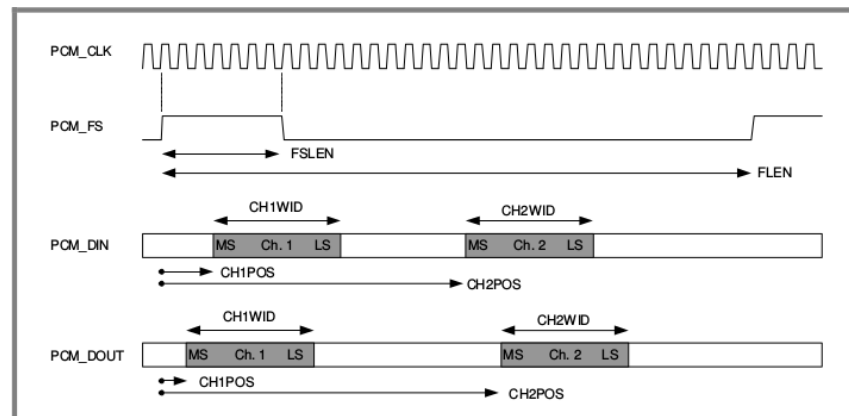 PCM_CLK
PCM_FS
FSLEN
FLEN
CH1WID CH2WID
PCM_DIN MS Ch. 1 LS MS Ch. 2 LS
CH1POS
CH2POS
CH1WID CH2WID
PCM_DOUT MS Ch. 1 LS MS Ch. 2 LS
CH1POS
CH2POS